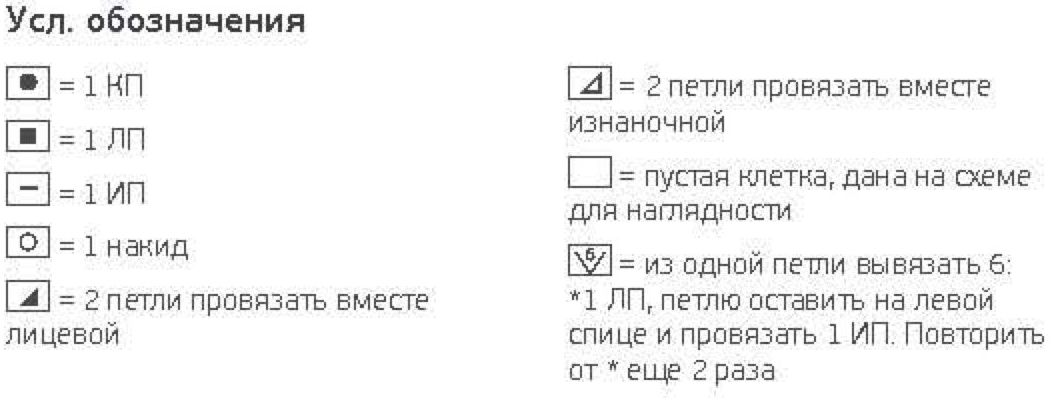 Усл. обозначения
= 1 КП
= 1 ЛП
= 1 ИП
= 1 накид
= 2 петли провязать вместе
лицевой
= 2 петли провязать вместе
изнаночной
= пустая клетка, дана на схеме
для наглядности
6 = из одной петли вывязать 6:
*1 ЛП, петлю оставить на левой
спице и провязать 1 ИП. Повторить
от * еще 2 раза